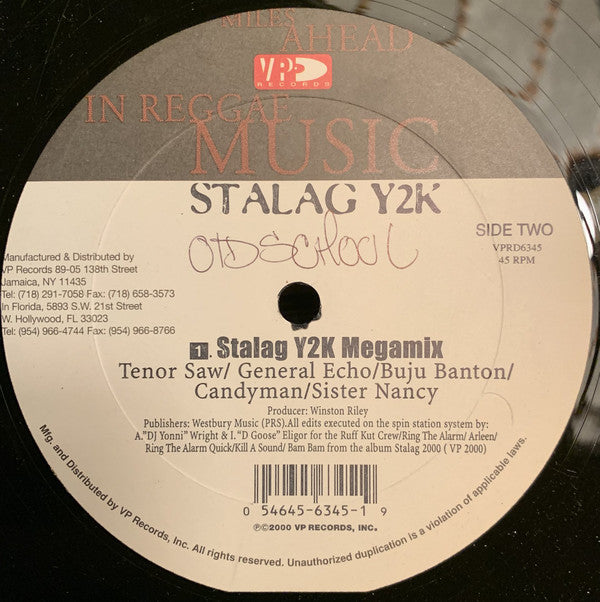 MILES
AHEAD
VP
RECORDS
IN REGGAE
MUSIC
STALAG Y2K
OLDSCHOOL
SIDE TWO
VPRD6345
45 RPM
Manufactured & Distributed by
VP Records 89-05 138th Street
Jamaica, NY 11435
Tel: (718) 291-7058 Fax: (718) 658-3573
In Florida, 5893 S.W. 21st Street
W. Hollywood, FL 33023
Tel: (954) 966-4744 Fax: (954) 966-8766
1. Stalag Y2K Megamix
Tenor Saw/ General Echo/Buju Banton/
Candyman/Sister Nancy
Producer: Winston Riley
Publishers: Westbury Music (PRS).All edits executed on the spin station system by:
A."DJ Yonni" Wright & I. "D Goose" Eligor for the Ruff Kut Crew/Ring The Alarm/ Arleen/
Ring The Alarm Quick/Kill A Sound/ Bam Bam from the album Stalag 2000 ( VP 2000)
0 54645-6345-1 9
℗©2000 VP RECORDS, INC.
Mfg. and Distributed by VP Records, Inc. All rights reserved. Unauthorized duplication is a violation of applicable laws.